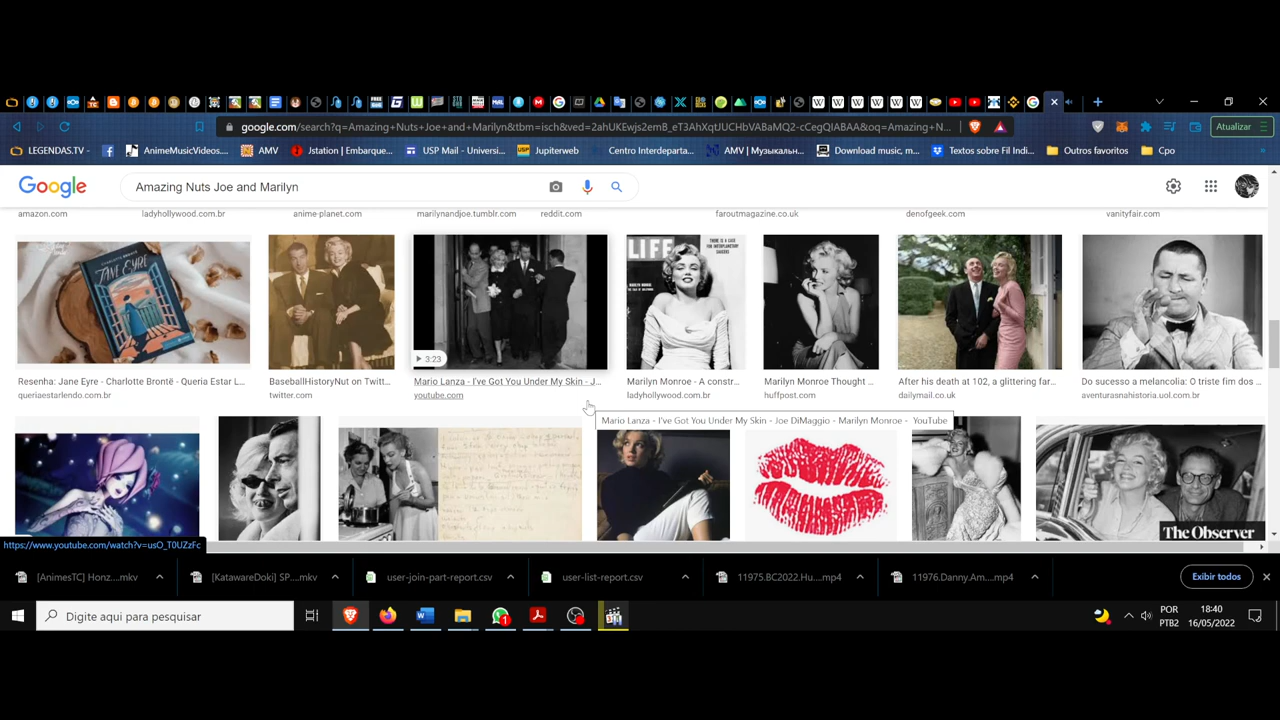 google.com/search?q=Amazing+Nuts+Joe+and+Marilyn&tbm=isch&ved=2ahUKEwjs2emB_eT3AhXqtUUCHbVABaMQ2-cCegQIABAA&oq=Amazing+N...
Atualizar
LEGENDAS.TV
AnimeMusicVideos...
AMV
Jstation | Embarque...
USP Mail - Universi...
Jupiterweb
Centro Interdeparta...
AMV | Музыкальн...
Download music, m...
Textos sobre Fil Indi...
Outros favoritos
Cpo
Google
Amazing Nuts Joe and Marilyn
amazon.com
ladyhollywood.com.br
anime-planet.com
marilynandjoe.tumblr.com
reddit.com
faroutmagazine.co.uk
denofgeek.com
vanityfair.com
JANE EYRE
LIFE
3:23
Resenha: Jane Eyre - Charlotte Brontë - Queria Estar L...
queriaestarlendo.com.br
BaseballHistoryNut on Twitt...
twitter.com
Mario Lanza - I've Got You Under My Skin - J...
youtube.com
Marilyn Monroe - A constr...
ladyhollywood.com.br
Marilyn Monroe Thought ...
huffpost.com
After his death at 102, a glittering far...
dailymail.co.uk
Do sucesso a melancolia: O triste fim dos ...
aventurasnahistoria.uol.com.br
Mario Lanza - I've Got You Under My Skin - Joe DiMaggio - Marilyn Monroe - YouTube
The Observer
https://www.youtube.com/watch?v=usO_T0UZzFc
[AnimesTC] Honz....mkv
[KatawareDoki] SP....mkv
user-join-part-report.csv
user-list-report.csv
11975.BC2022.Hu....mp4
11976.Danny.Am....mp4
Exibir todos
Digite aqui para pesquisar
1
POR
PTB2
18:40
16/05/2022